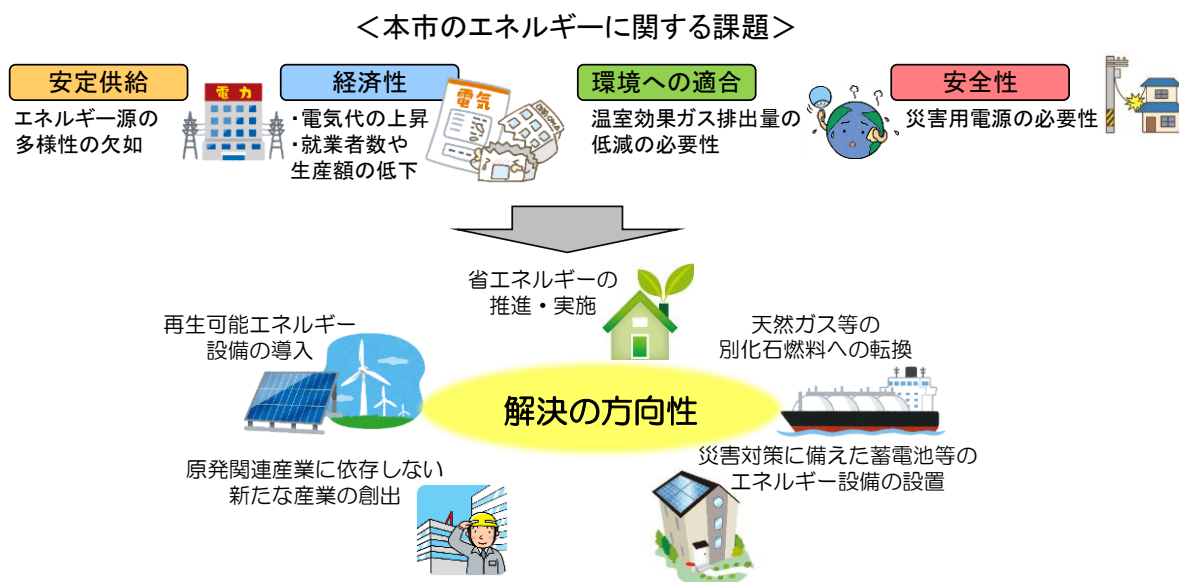 ＜本市のエネルギーに関する課題＞
安定供給
エネルギー源の
多様性の欠如
電力
経済性
・電気代の上昇
・就業者数や
生産額の低下
電気
環境への適合
温室効果ガス排出量の
低減の必要性
安全性
災害用電源の必要性
省エネルギーの
推進・実施
再生可能エネルギー
設備の導入
天然ガス等の
別化石燃料への転換
解決の方向性
原発関連産業に依存しない
新たな産業の創出
災害対策に備えた蓄電池等の
エネルギー設備の設置